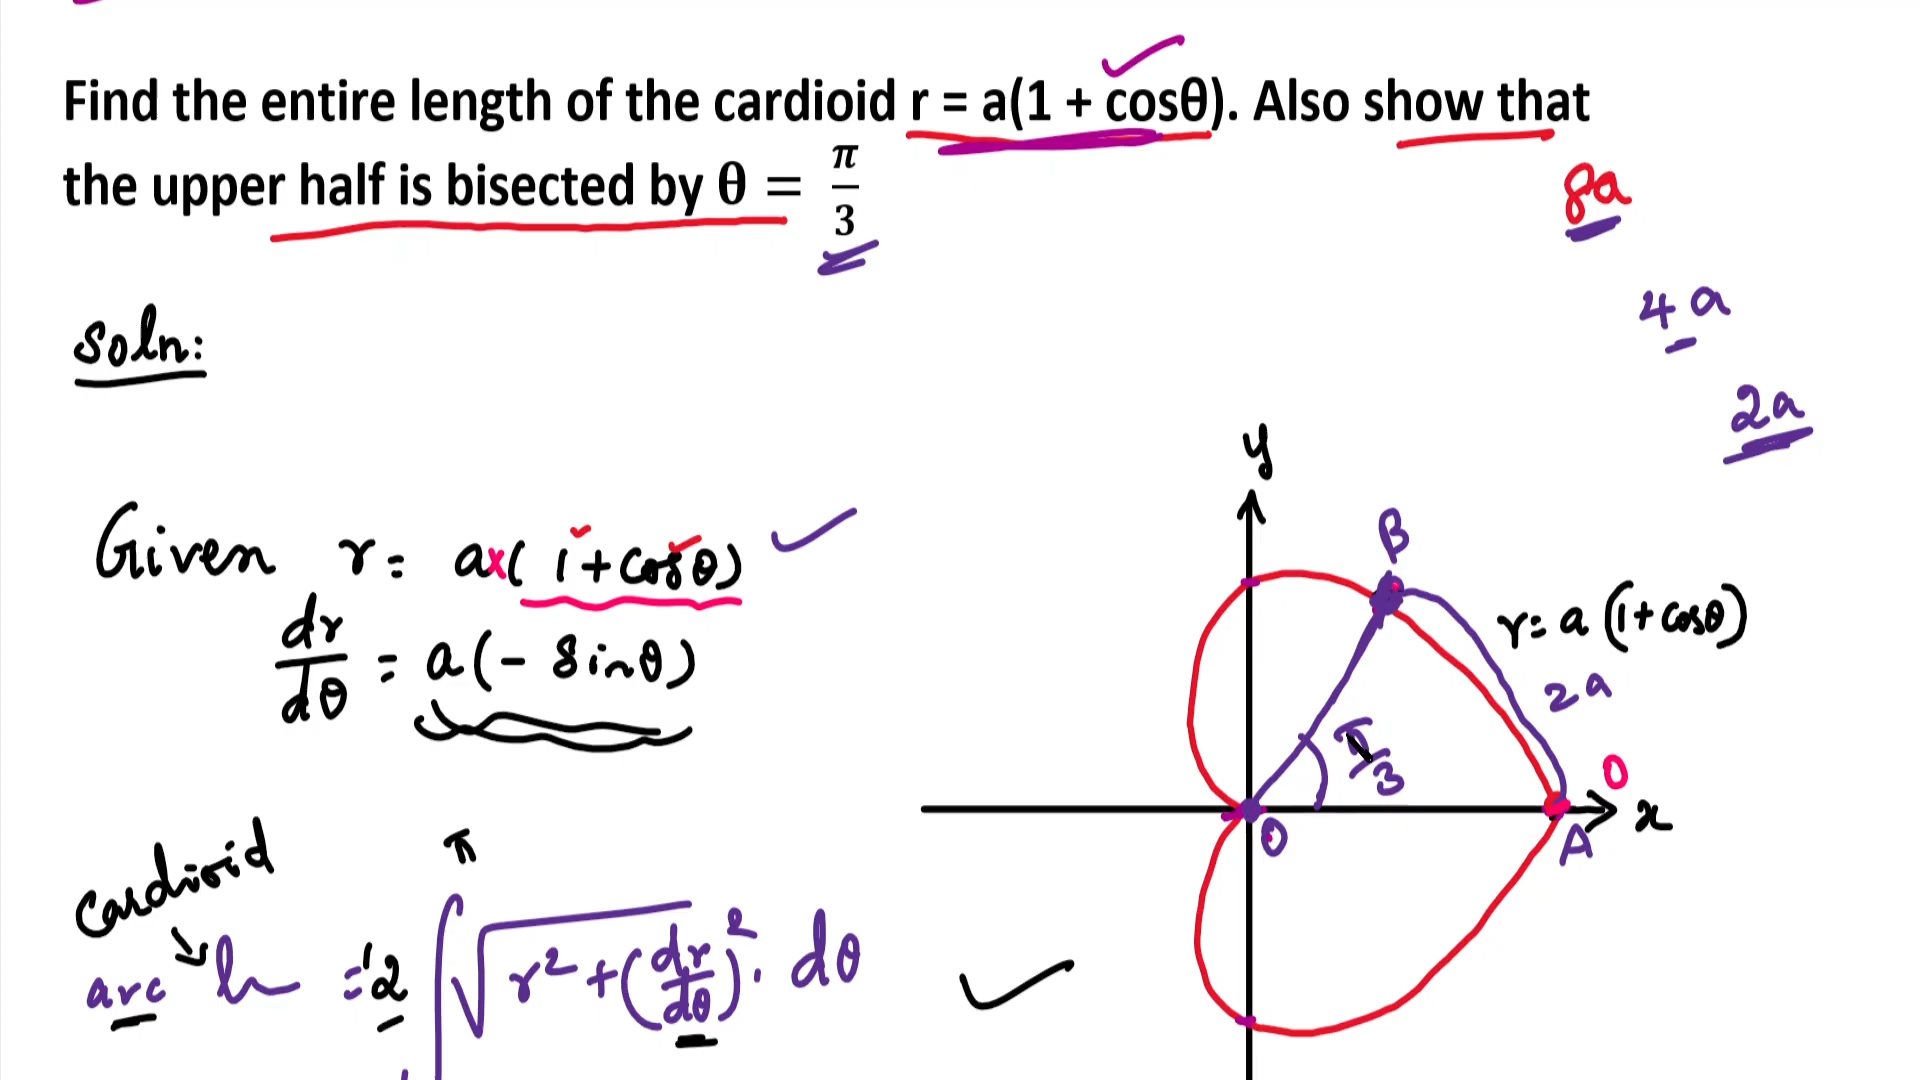 Find the entire length of the cardioid r = a(1 + cosθ). Also show that
the upper half is bisected by θ = π/3
8a
4a
2a
Soln:
Given r = a×(1+cosθ)
dr/dθ = a(- sinθ)
y
B
r = a(1+cosθ)
2a
π/3
0
x
O
A
cardioid
π
arc = 2 ∫ √r²+(dr/dθ)². dθ